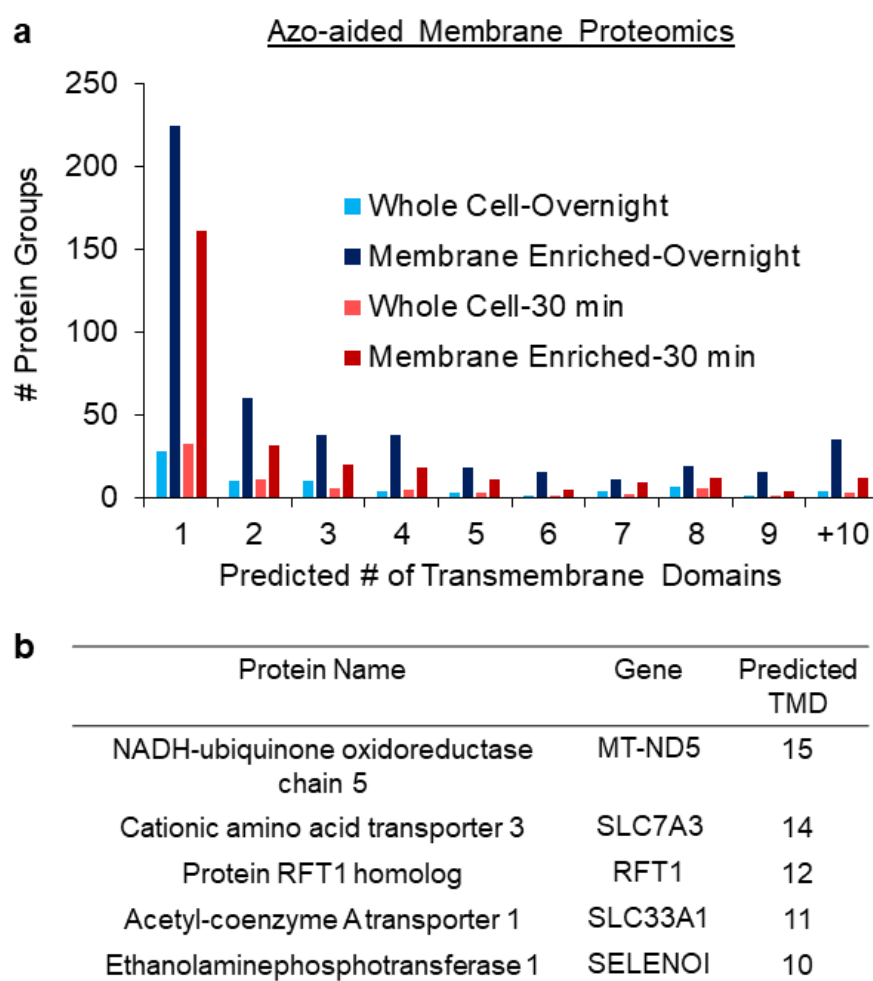 a
Azo-aided Membrane Proteomics
250
200
150
100
50
0
# Protein Groups
Whole Cell-Overnight
Membrane Enriched-Overnight
Whole Cell-30 min
Membrane Enriched-30 min
1 2 3 4 5 6 7 8 9 +10
Predicted # of Transmembrane Domains
b
Protein Name Gene Predicted
TMD
NADH-ubiquinone oxidoreductase MT-ND5 15
chain 5
Cationic amino acid transporter 3 SLC7A3 14
Protein RFT1 homolog RFT1 12
Acetyl-coenzyme A transporter 1 SLC33A1 11
Ethanolaminephosphotransferase 1 SELENOI 10